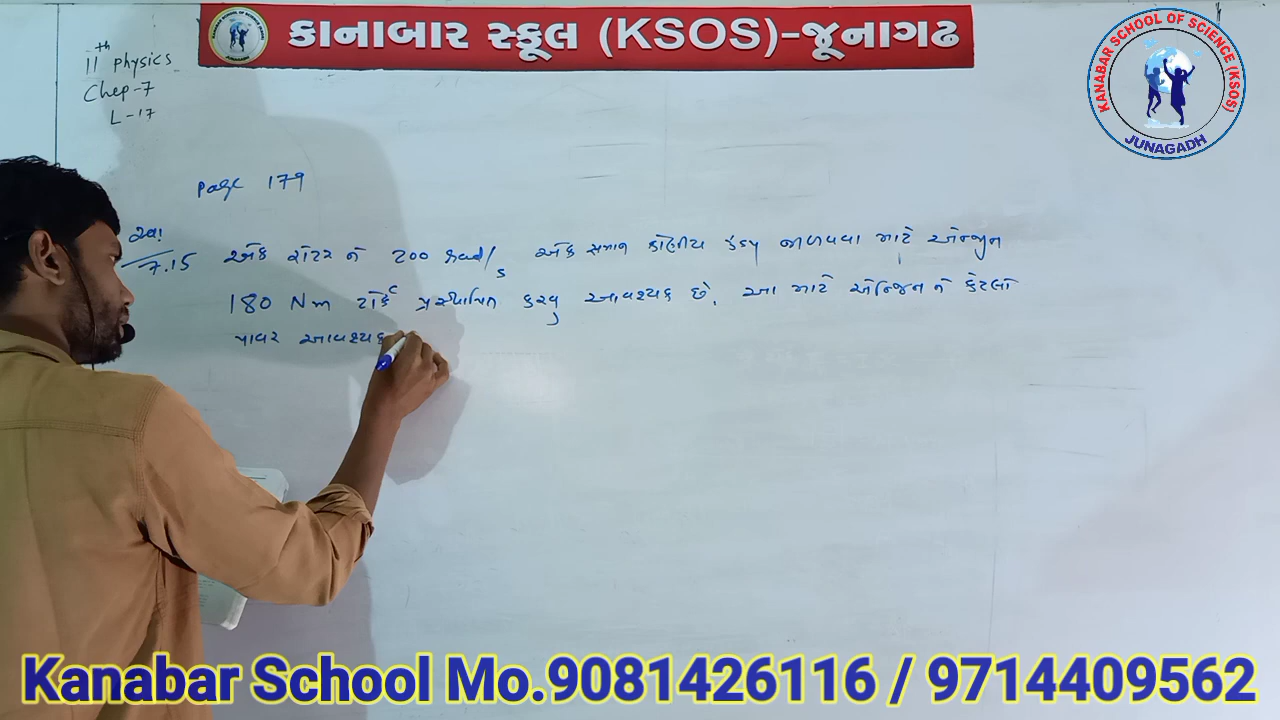 કાનાબાર સ્કૂલ (KSOS)-જૂનાગઢ
KANABAR SCHOOL OF SCIENCE (KSOS)
JUNAGADH
11th Physics
Chep-7
L-17
Page 179
સ્વા
7.15 એક રોટર ને 200 rad/s એક સમાન કોણીય ઝડપ જાળવવા માટે એન્જીન
180 Nm ટોર્ક પ્રસ્થાપિત કરવુ આવશ્યક છે. આ માટે એન્જિન ને કેટલો
પાવર આવશ્યક
Kanabar School Mo.9081426116 / 9714409562